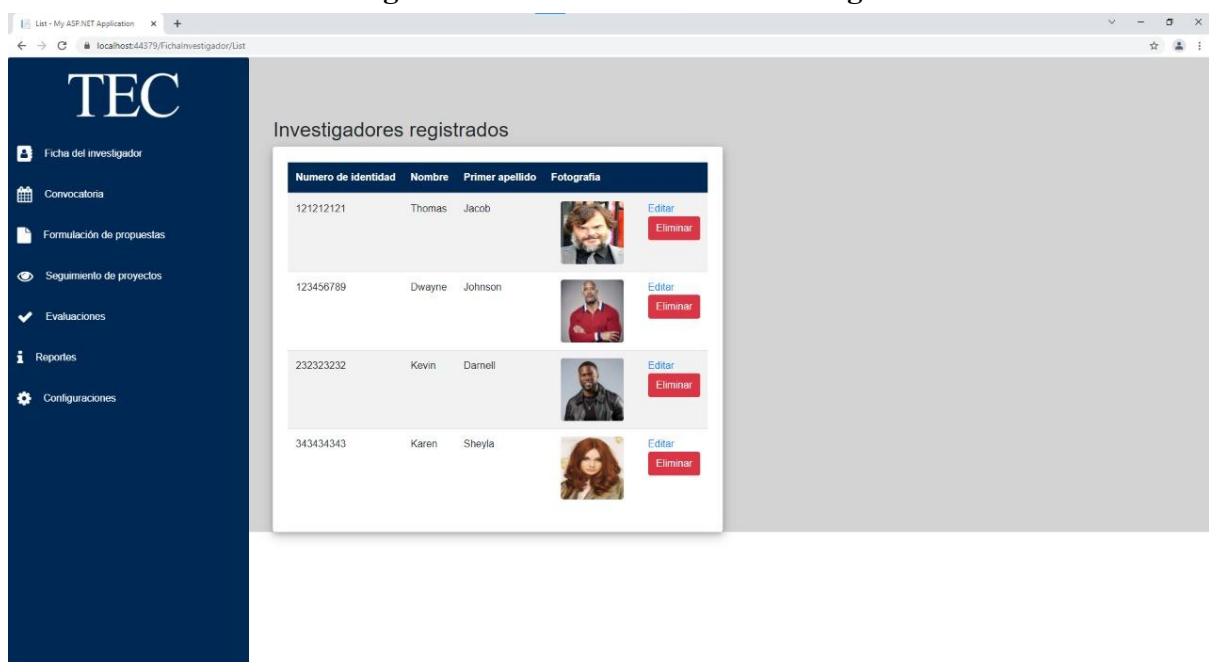 List - My ASP.NET Application
localhost:44379/FichaInvestigador/List
TEC
Ficha del investigador
Convocatoria
Formulación de propuestas
Seguimiento de proyectos
Evaluaciones
Reportes
Configuraciones
Investigadores registrados
Numero de identidad Nombre Primer apellido Fotografia
121212121 Thomas Jacob Editar
Eliminar
123456789 Dwayne Johnson Editar
Eliminar
232323232 Kevin Darnell Editar
Eliminar
343434343 Karen Sheyla Editar
Eliminar